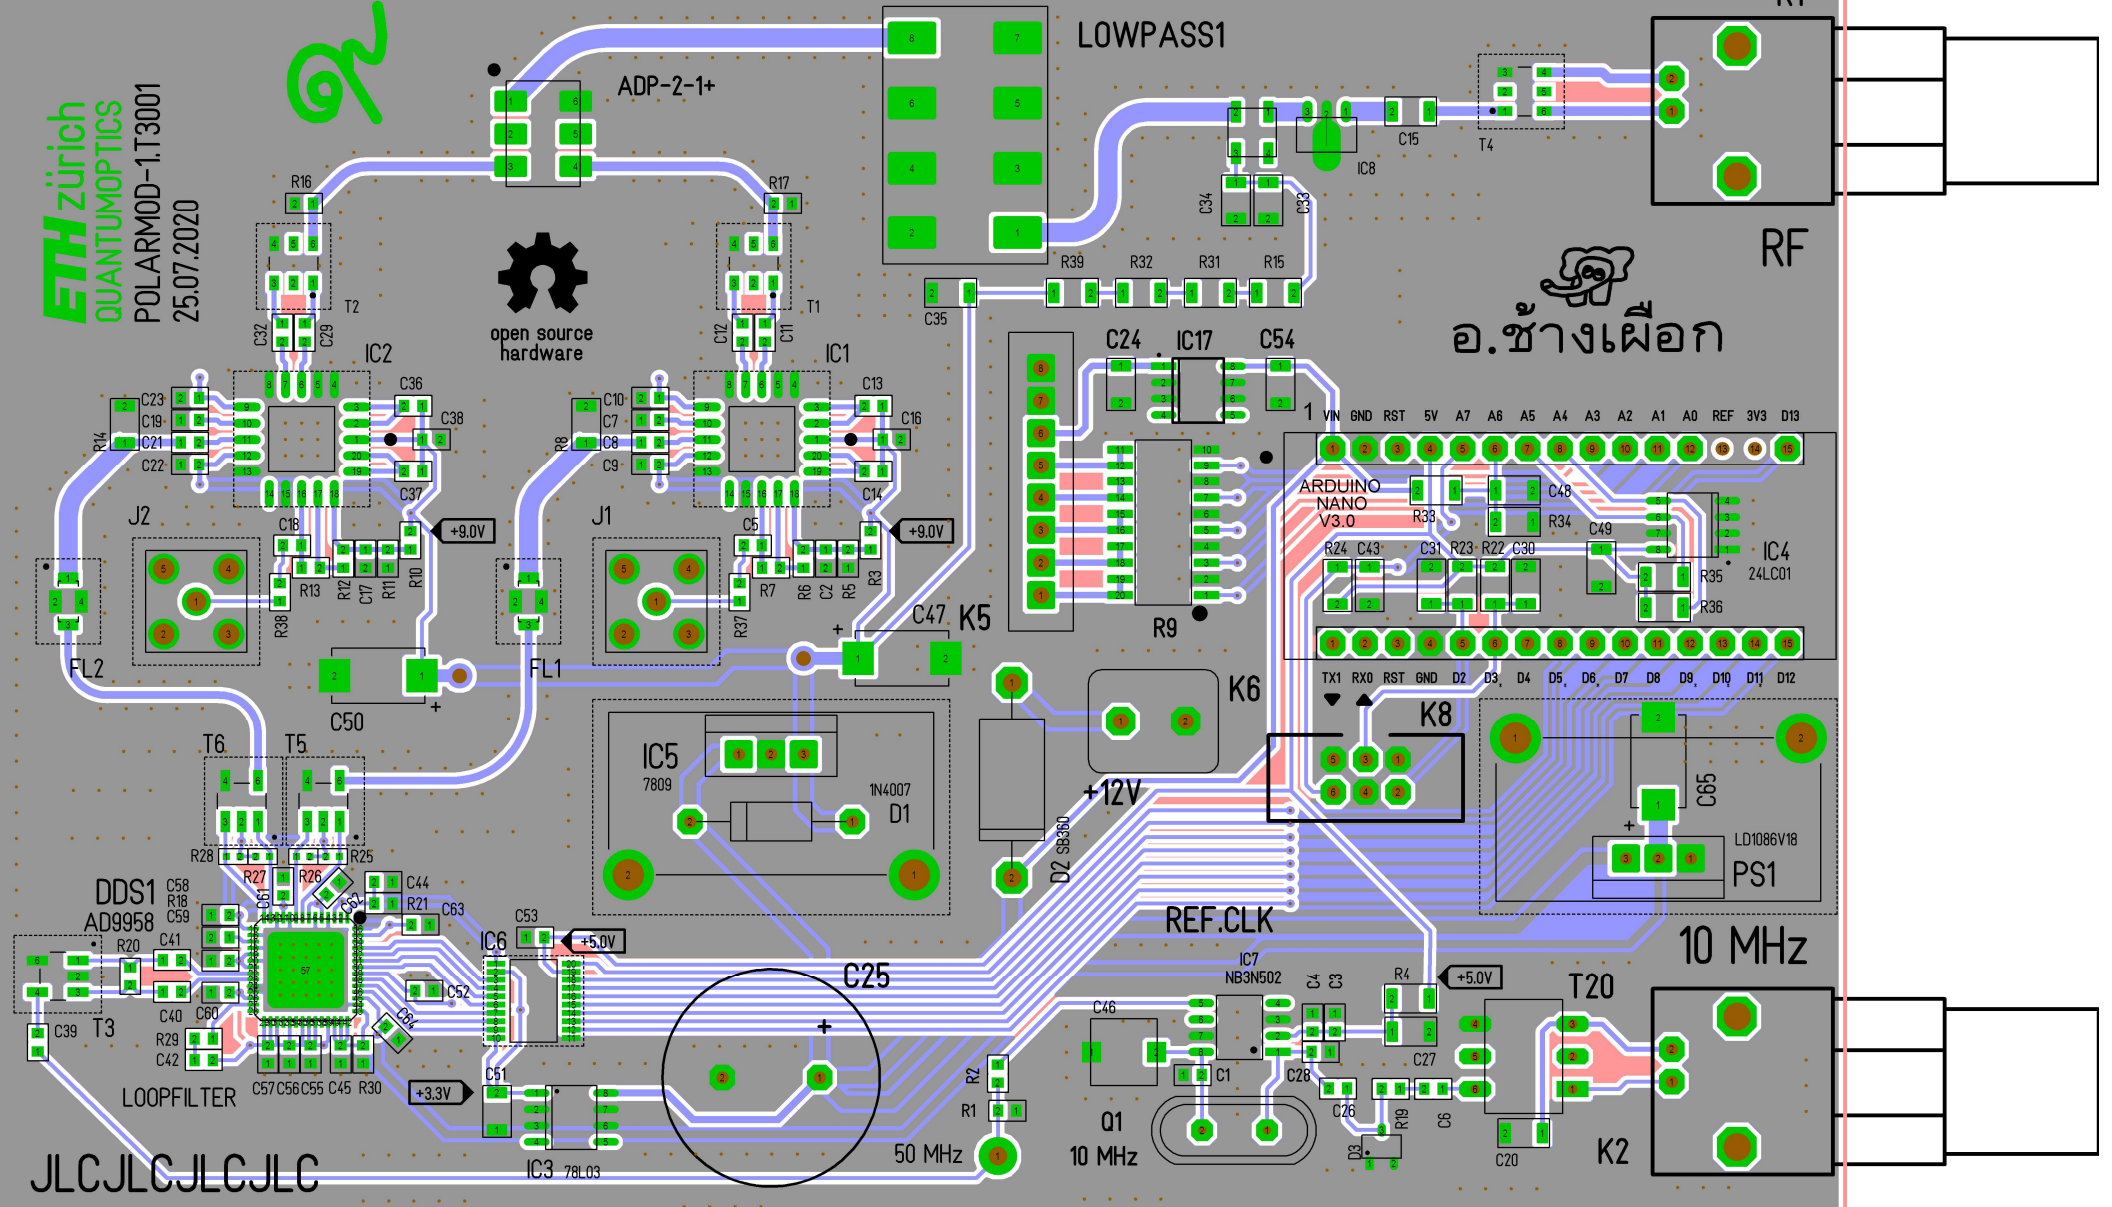 ETH zürich
QUANTUMOPTICS
POLARMOD-1.T3001
25.07.2020
ADP-2-1+
LOWPASS1
R16
R17
T2
T1
C32
C29
C12
C11
open source
hardware
IC2
IC1
C34
C33
IC8
C15
T4
RF
R39
R32
R31
R15
C35
อ.ช้างเผือก
C23
C19
C21
C22
R14
C36
C38
C37
C10
C7
C8
C9
R8
C13
C16
C14
C24
IC17
C54
1
VIN GND RST 5V A7 A6 A5 A4 A3 A2 A1 A0 REF 3V3 D13
ARDUINO
NANO
V3.0
R33
C48
R34
C49
IC4
24LC01
R24
C43
C31
R23
R22
C30
R35
R36
TX1 RX0 RST GND D2 D3 D4 D5 D6 D7 D8 D9 D10 D11 D12
J2
J1
+9.0V
+9.0V
C18
R13
R12
C17
R11
R10
R38
C5
R7
R6
C2
R5
R3
R37
FL2
FL1
C50
C47
K5
R9
K6
K8
+12V
IC5
7809
1N4007
D1
D2 SB360
C65
LD1086V18
PS1
T6
T5
R28
R25
R27
R26
C61
C62
DDS1
AD9958
C58
R18
C59
C44
R21
C63
R20
C41
C40
C60
T3
C39
R29
C42
LOOPFILTER
C57
C56
C55
C45
R30
C64
C52
IC6
C53
+5.0V
C25
+3.3V
C51
IC3 78L03
REF.CLK
IC7
NB3N502
C46
C4
C3
R4
+5.0V
C27
C28
C1
C26
R19
C6
D3
C20
T20
10 MHz
K2
R2
R1
50 MHz
Q1
10 MHz
JLCJLCJLCJLC